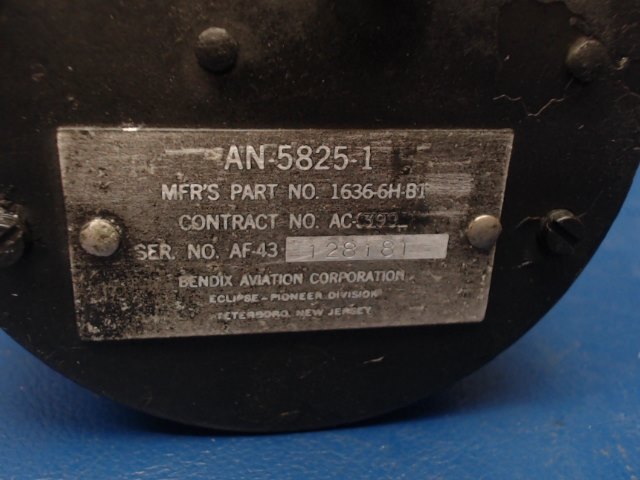 AN-5825-1
MFR'S PART NO. 1636-6H-B1
CONTRACT NO. AC-
SER. NO. AF-43 128181
BENDIX AVIATION CORPORATION
ECLIPSE - PIONEER DIVISION
TETERBORO, NEW JERSEY